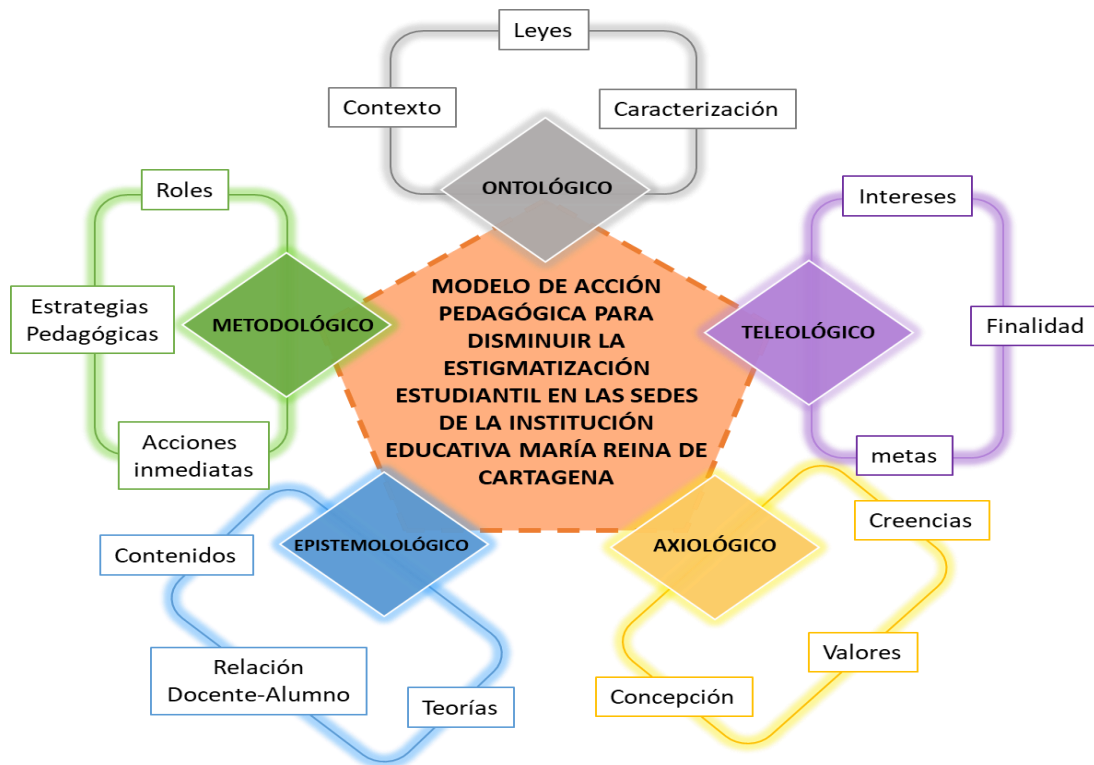 Leyes
Contexto
Caracterización
ONTOLÓGICO
Roles
Estrategias
Pedagógicas
METODOLÓGICO
Acciones
inmediatas
MODELO DE ACCIÓN
PEDAGÓGICA PARA
DISMINUIR LA
ESTIGMATIZACIÓN
ESTUDIANTIL EN LAS SEDES
DE LA INSTITUCIÓN
EDUCATIVA MARÍA REINA DE
CARTAGENA
Intereses
TELEOLÓGICO
Finalidad
metas
EPISTEMOLOLÓGICO
Contenidos
Relación
Docente-Alumno
Teorías
AXIOLÓGICO
Creencias
Valores
Concepción